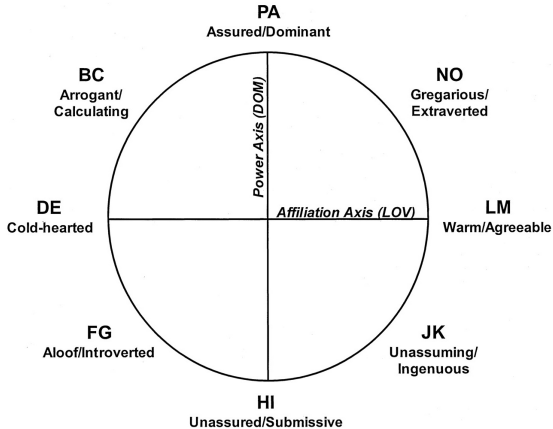 PA
Assured/Dominant
BC
Arrogant/
Calculating
NO
Gregarious/
Extraverted
Power Axis (DOM)
DE
Cold-hearted
Affiliation Axis (LOV)
LM
Warm/Agreeable
FG
Aloof/Introverted
JK
Unassuming/
Ingenuous
HI
Unassured/Submissive